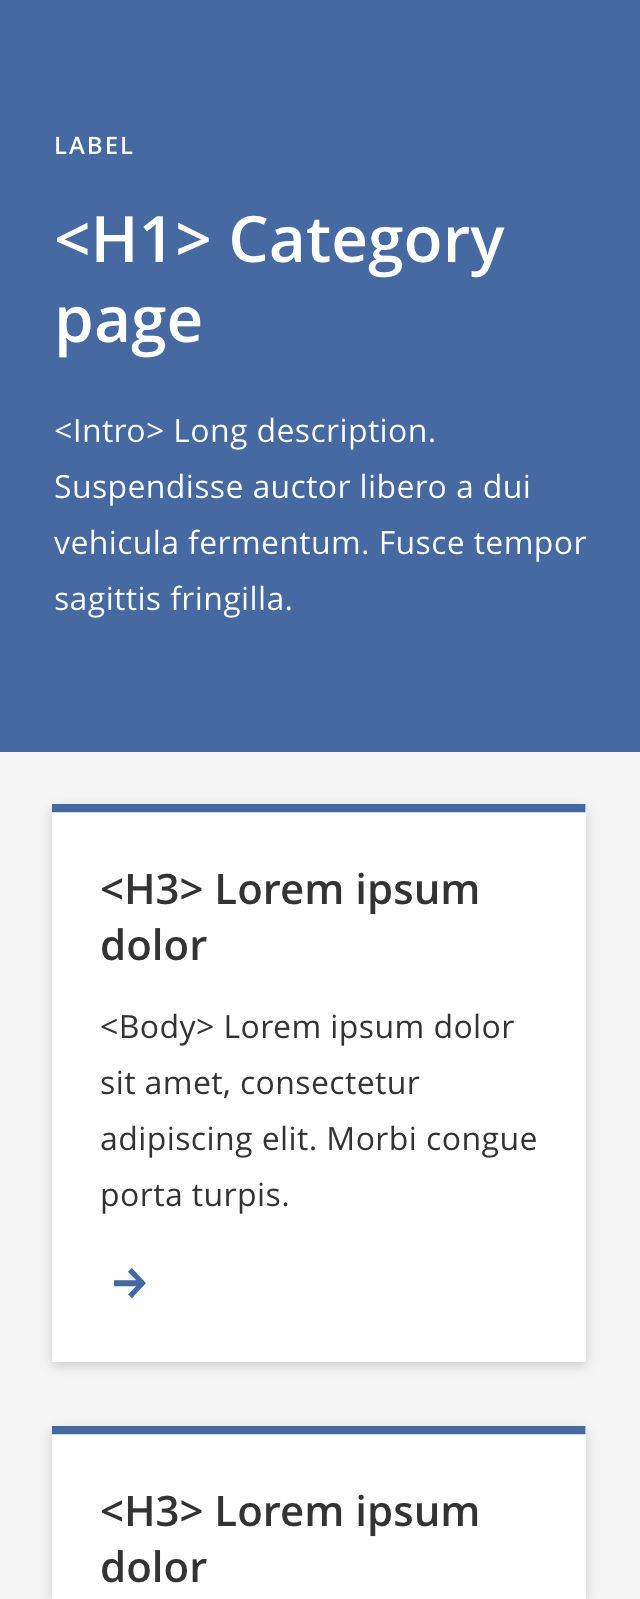 LABEL
<H1> Category
page
<Intro> Long description.
Suspendisse auctor libero a dui
vehicula fermentum. Fusce tempor
sagittis fringilla.
<H3> Lorem ipsum
dolor
<Body> Lorem ipsum dolor
sit amet, consectetur
adipiscing elit. Morbi congue
porta turpis.
<H3> Lorem ipsum
dolor